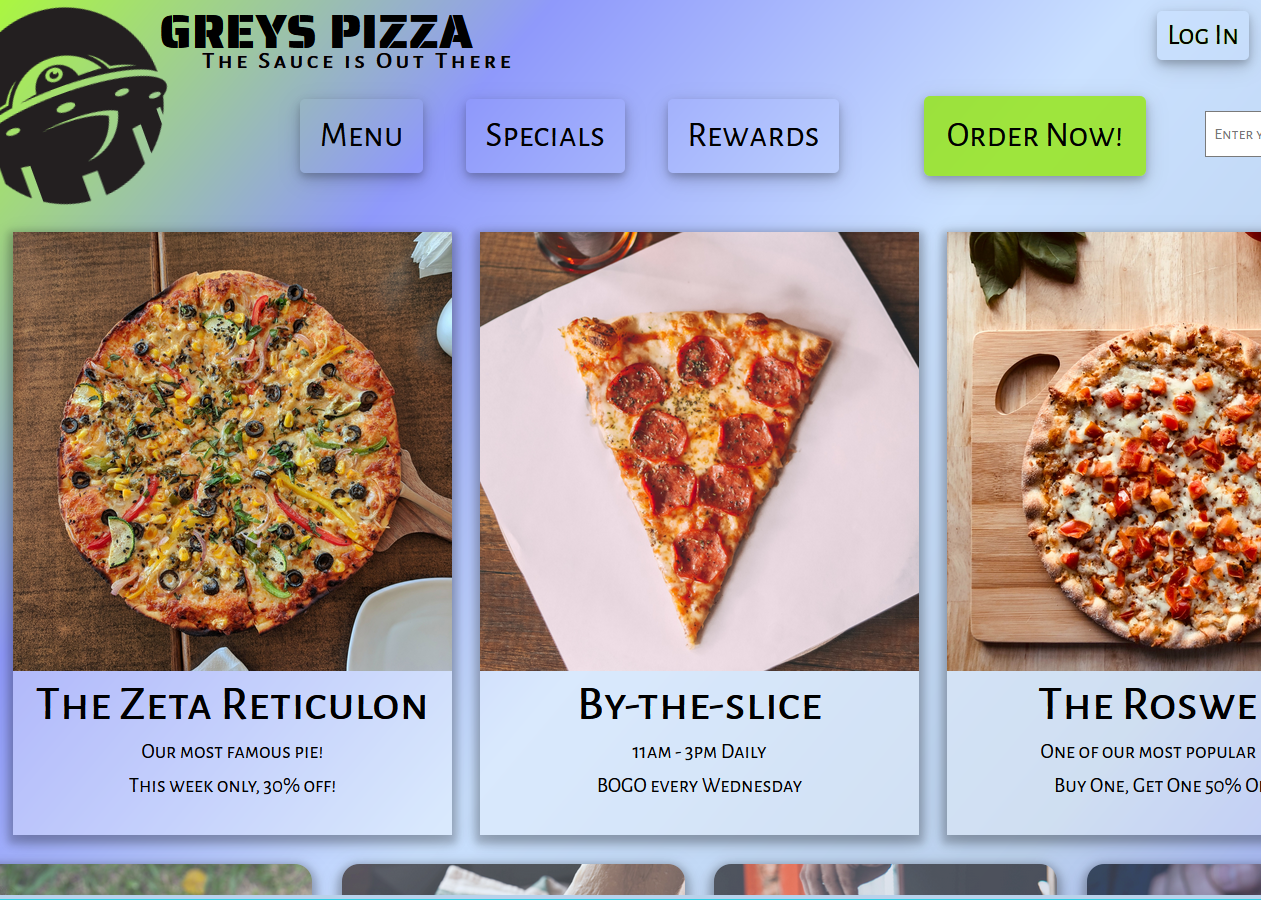 GREYS PIZZA
The Sauce is Out There
Log In
Menu
Specials
Rewards
Order Now!
Enter
The Zeta Reticulon
Our most famous pie!
This week only, 30% off!
By-the-slice
11am - 3pm Daily
BOGO every Wednesday
The
One of our most popular
Buy One, Get One 50%